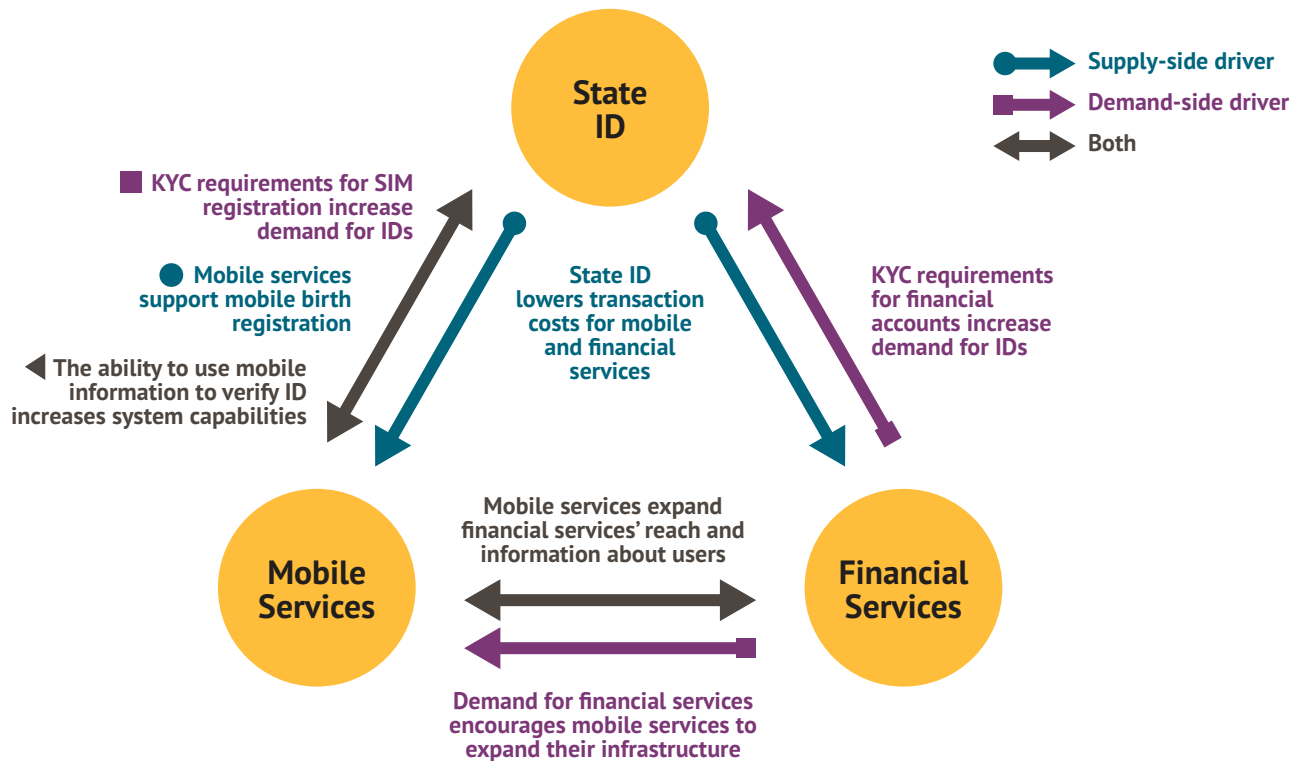 State
ID
Supply-side driver
Demand-side driver
Both
KYC requirements for SIM
registration increase
demand for IDs
Mobile services
support mobile birth
registration
The ability to use mobile
information to verify ID
increases system capabilities
State ID
lowers transaction
costs for mobile
and financial
services
KYC requirements
for financial
accounts increase
demand for IDs
Mobile
Services
Mobile services expand
financial services’ reach and
information about users
Financial
Services
Demand for financial services
encourages mobile services to
expand their infrastructure